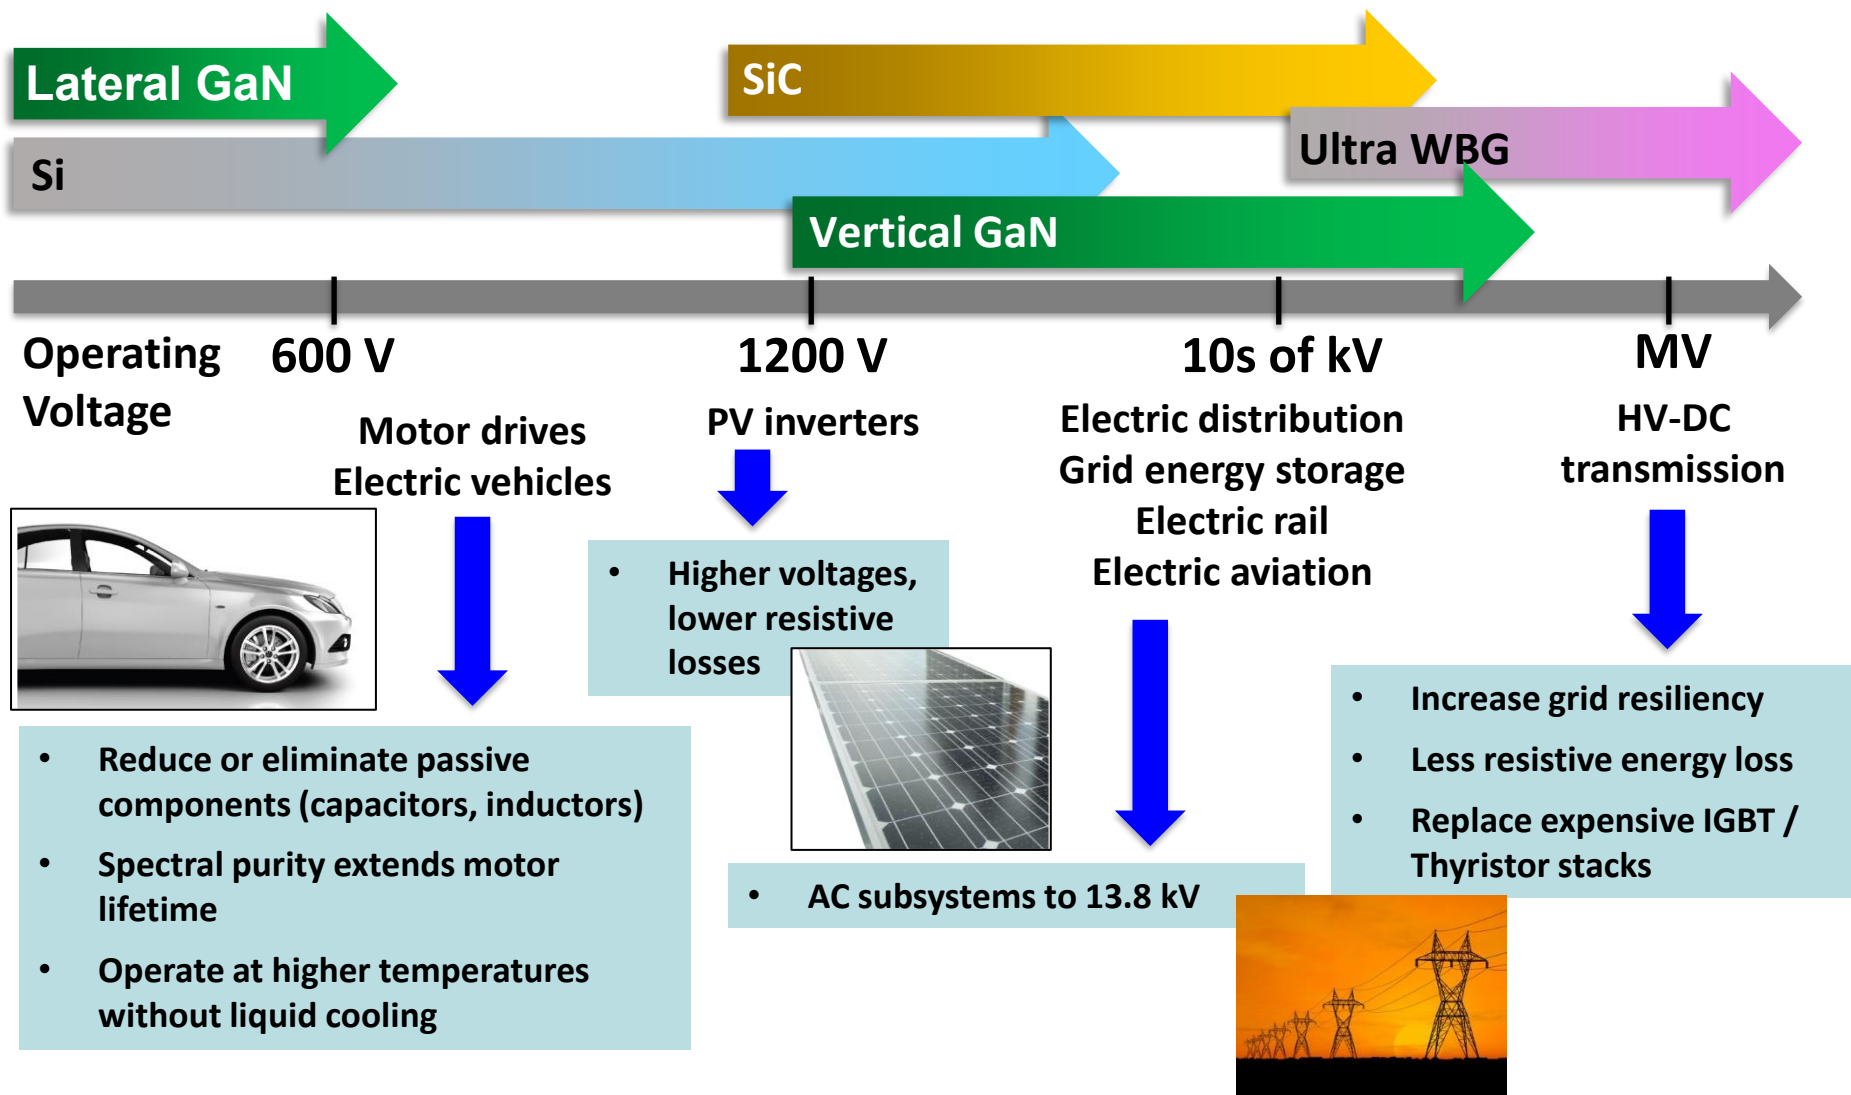 Lateral GaN
SiC
Si
Ultra WBG
Vertical GaN
Operating
Voltage
600 V
1200 V
10s of kV
MV
Motor drives
Electric vehicles
PV inverters
Electric distribution
Grid energy storage
Electric rail
Electric aviation
HV-DC
transmission
• Higher voltages,
lower resistive
losses
• Reduce or eliminate passive
components (capacitors, inductors)
• Spectral purity extends motor
lifetime
• Operate at higher temperatures
without liquid cooling
• AC subsystems to 13.8 kV
• Increase grid resiliency
• Less resistive energy loss
• Replace expensive IGBT /
Thyristor stacks